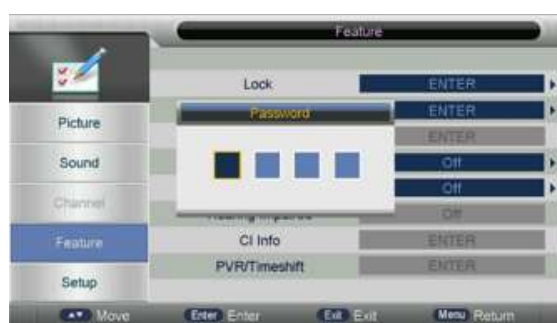 Feature
Lock ENTER
Password
ENTER
Picture
ENTER
Sound
Off
Channel
Off
Off
Feature
CI Info ENTER
PVR/Timeshift ENTER
Setup
Move Enter Enter Exit Exit Menu Return